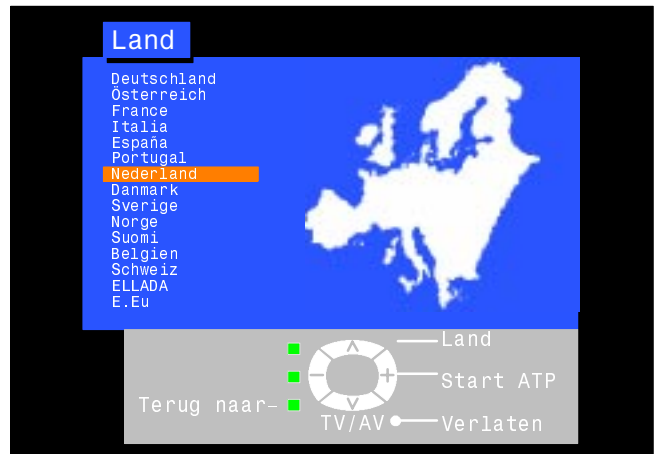 Land
Deutschland
Österreich
France
Italia
España
Portugal
Nederland
Danmark
Sverige
Norge
Suomi
Belgien
Schweiz
ELLADA
E.Eu
Land
Start ATP
Terug naar
TV/AV
Verlaten